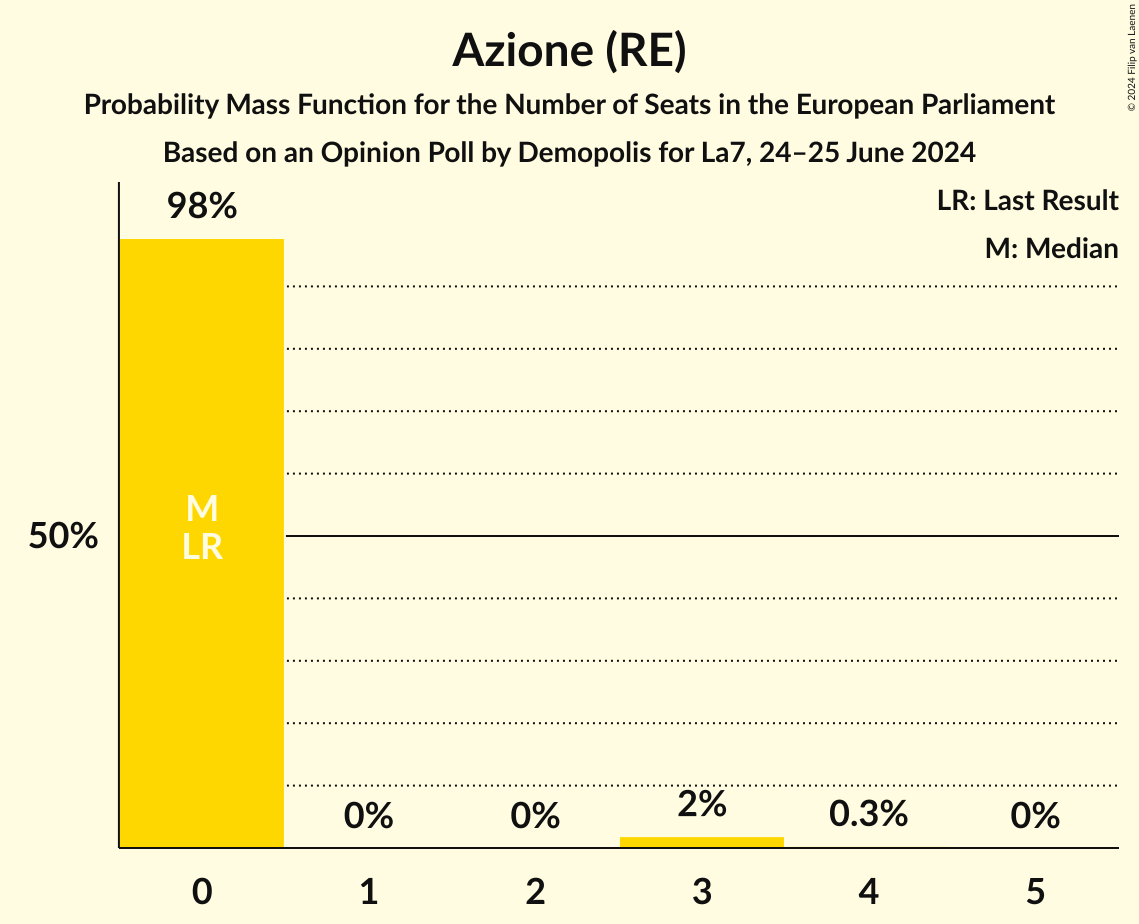 Azione (RE)
Probability Mass Function for the Number of Seats in the European Parliament
Based on an Opinion Poll by Demopolis for La7, 24–25 June 2024
© 2024 Filip van Laenen
LR: Last Result
M: Median
98%
M
LR
50%
0%
0%
2%
0.3%
0%
0
1
2
3
4
5